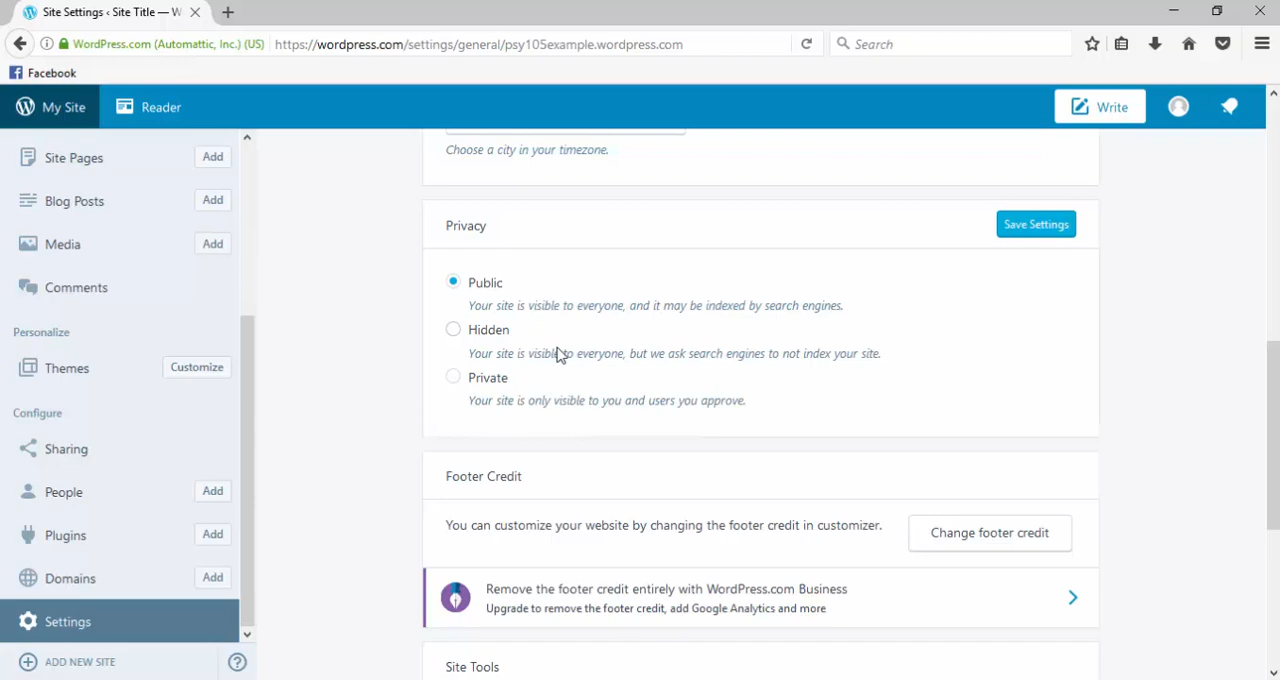 Site Settings ‹ Site Title — W
WordPress.com (Automattic, Inc.) (US)
https://wordpress.com/settings/general/psy105example.wordpress.com
Search
Facebook
My Site
Reader
Write
Site Pages
Add
Blog Posts
Add
Media
Add
Comments
Personalize
Themes
Customize
Configure
Sharing
People
Add
Plugins
Add
Domains
Add
Settings
ADD NEW SITE
Choose a city in your timezone.
Privacy
Save Settings
Public
Your site is visible to everyone, and it may be indexed by search engines.
Hidden
Your site is visible to everyone, but we ask search engines to not index your site.
Private
Your site is only visible to you and users you approve.
Footer Credit
You can customize your website by changing the footer credit in customizer.
Change footer credit
Remove the footer credit entirely with WordPress.com Business
Upgrade to remove the footer credit, add Google Analytics and more
Site Tools